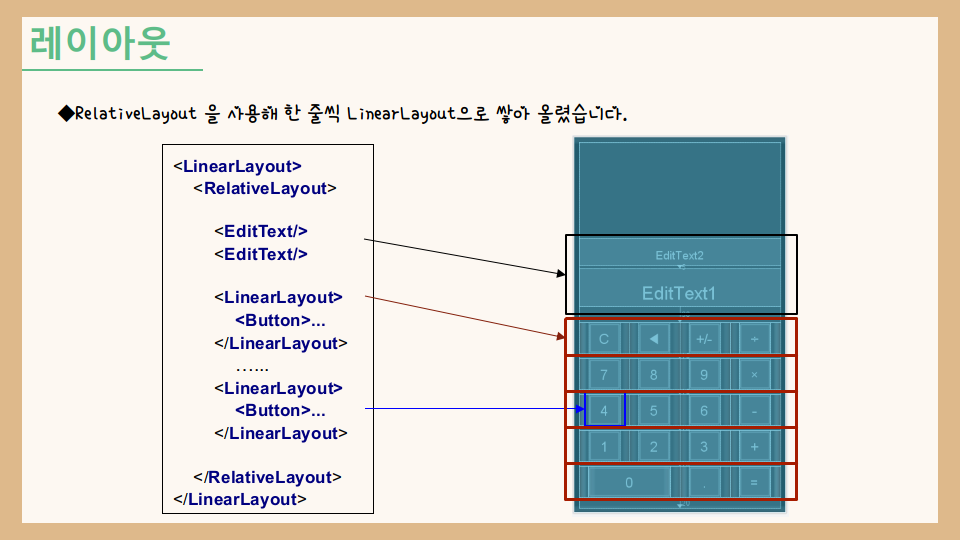 레이아웃
◆RelativeLayout 을 사용해 한 줄씩 LinearLayout으로 쌓아 올렸습니다.
<LinearLayout>
<RelativeLayout>
<EditText/>
<EditText/>
<LinearLayout>
<Button>...
</LinearLayout>
......
<LinearLayout>
<Button>...
</LinearLayout>
</RelativeLayout>
</LinearLayout>
EditText2
EditText1
C ◀ +/- ÷
7 8 9 ×
4 5 6 -
1 2 3 +
0 . =